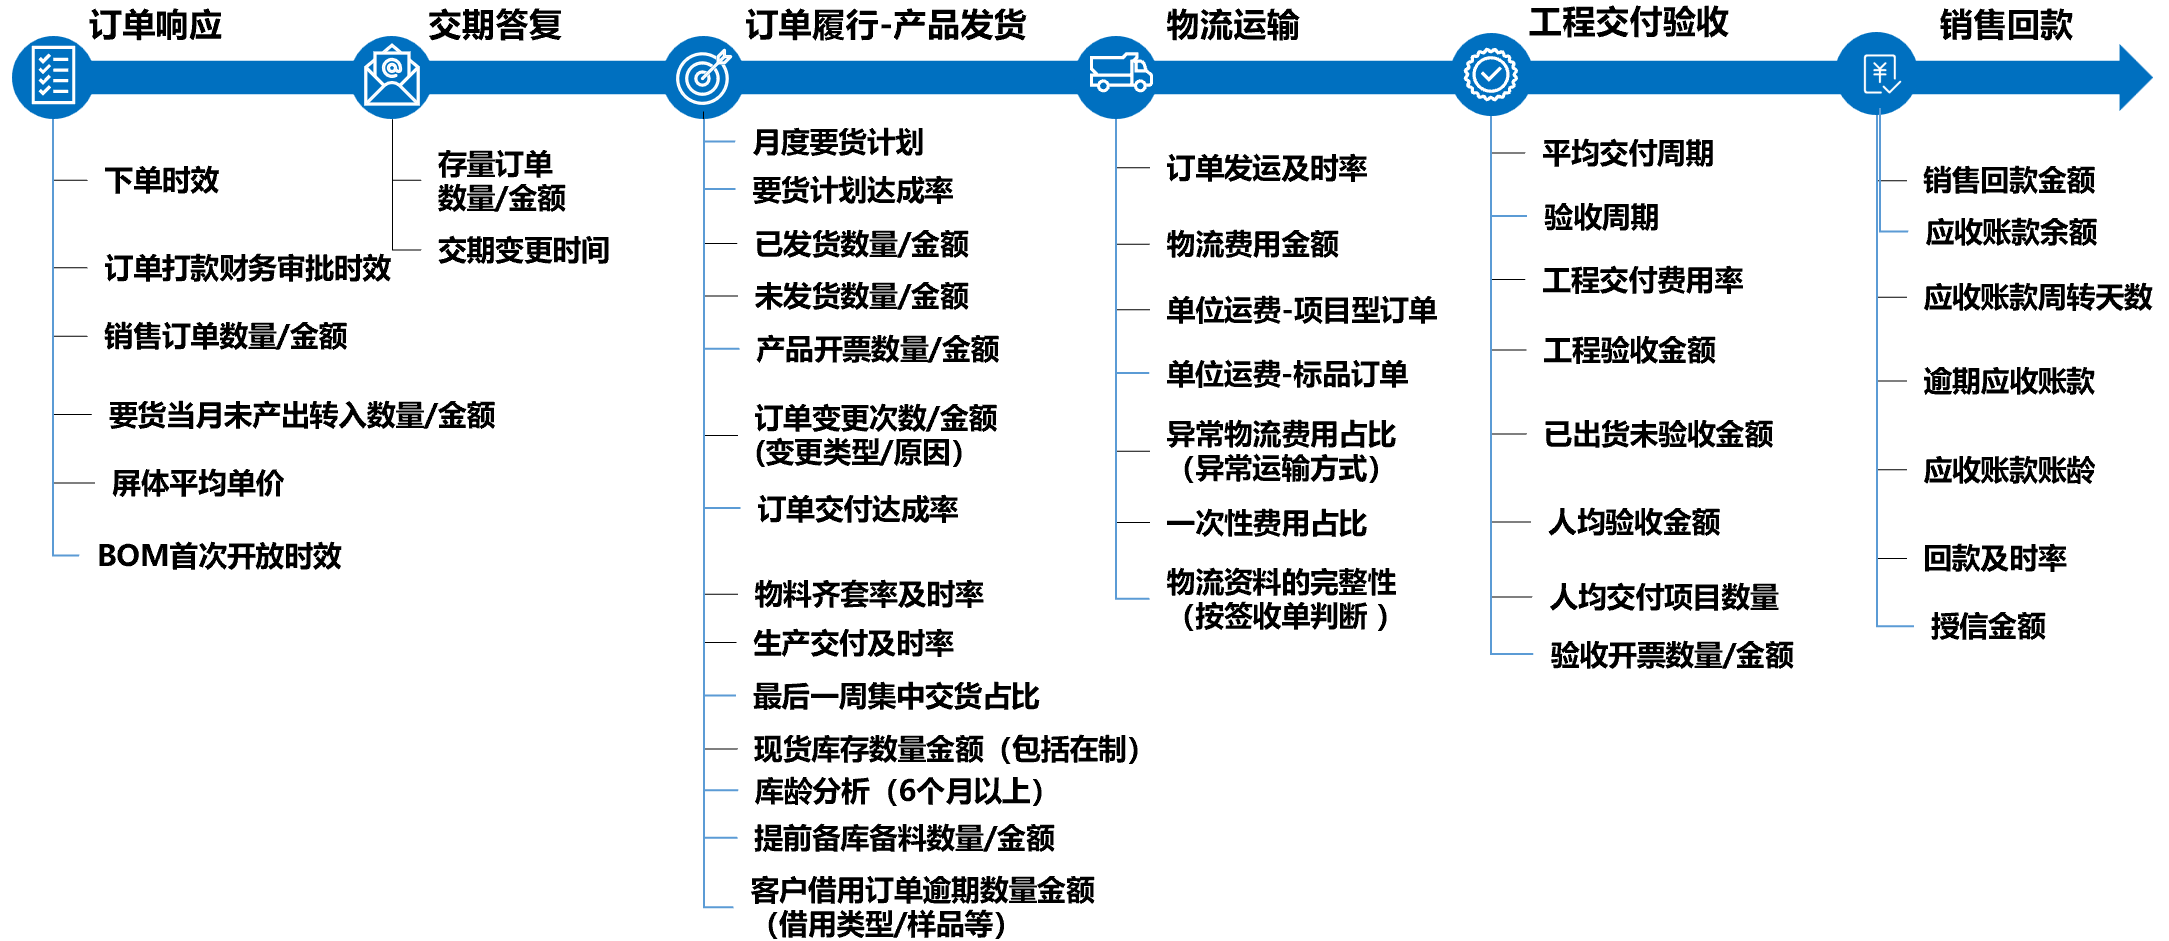 订单响应
交期答复
订单履行-产品发货
物流运输
工程交付验收
销售回款
下单时效
订单打款财务审批时效
销售订单数量/金额
要货当月未产出转入数量/金额
屏体平均单价
BOM首次开放时效
存量订单
数量/金额
交期变更时间
月度要货计划
要货计划达成率
已发货数量/金额
未发货数量/金额
产品开票数量/金额
订单变更次数/金额
(变更类型/原因)
订单交付达成率
物料齐套率及时率
生产交付及时率
最后一周集中交货占比
现货库存数量金额（包括在制）
库龄分析（6个月以上）
提前备库备料数量/金额
客户借用订单逾期数量金额
（借用类型/样品等）
订单发运及时率
物流费用金额
单位运费-项目型订单
单位运费-标品订单
异常物流费用占比
（异常运输方式）
一次性费用占比
物流资料的完整性
（按签收单判断 ）
平均交付周期
验收周期
工程交付费用率
工程验收金额
已出货未验收金额
人均验收金额
人均交付项目数量
验收开票数量/金额
销售回款金额
应收账款余额
应收账款周转天数
逾期应收账款
应收账款账龄
回款及时率
授信金额